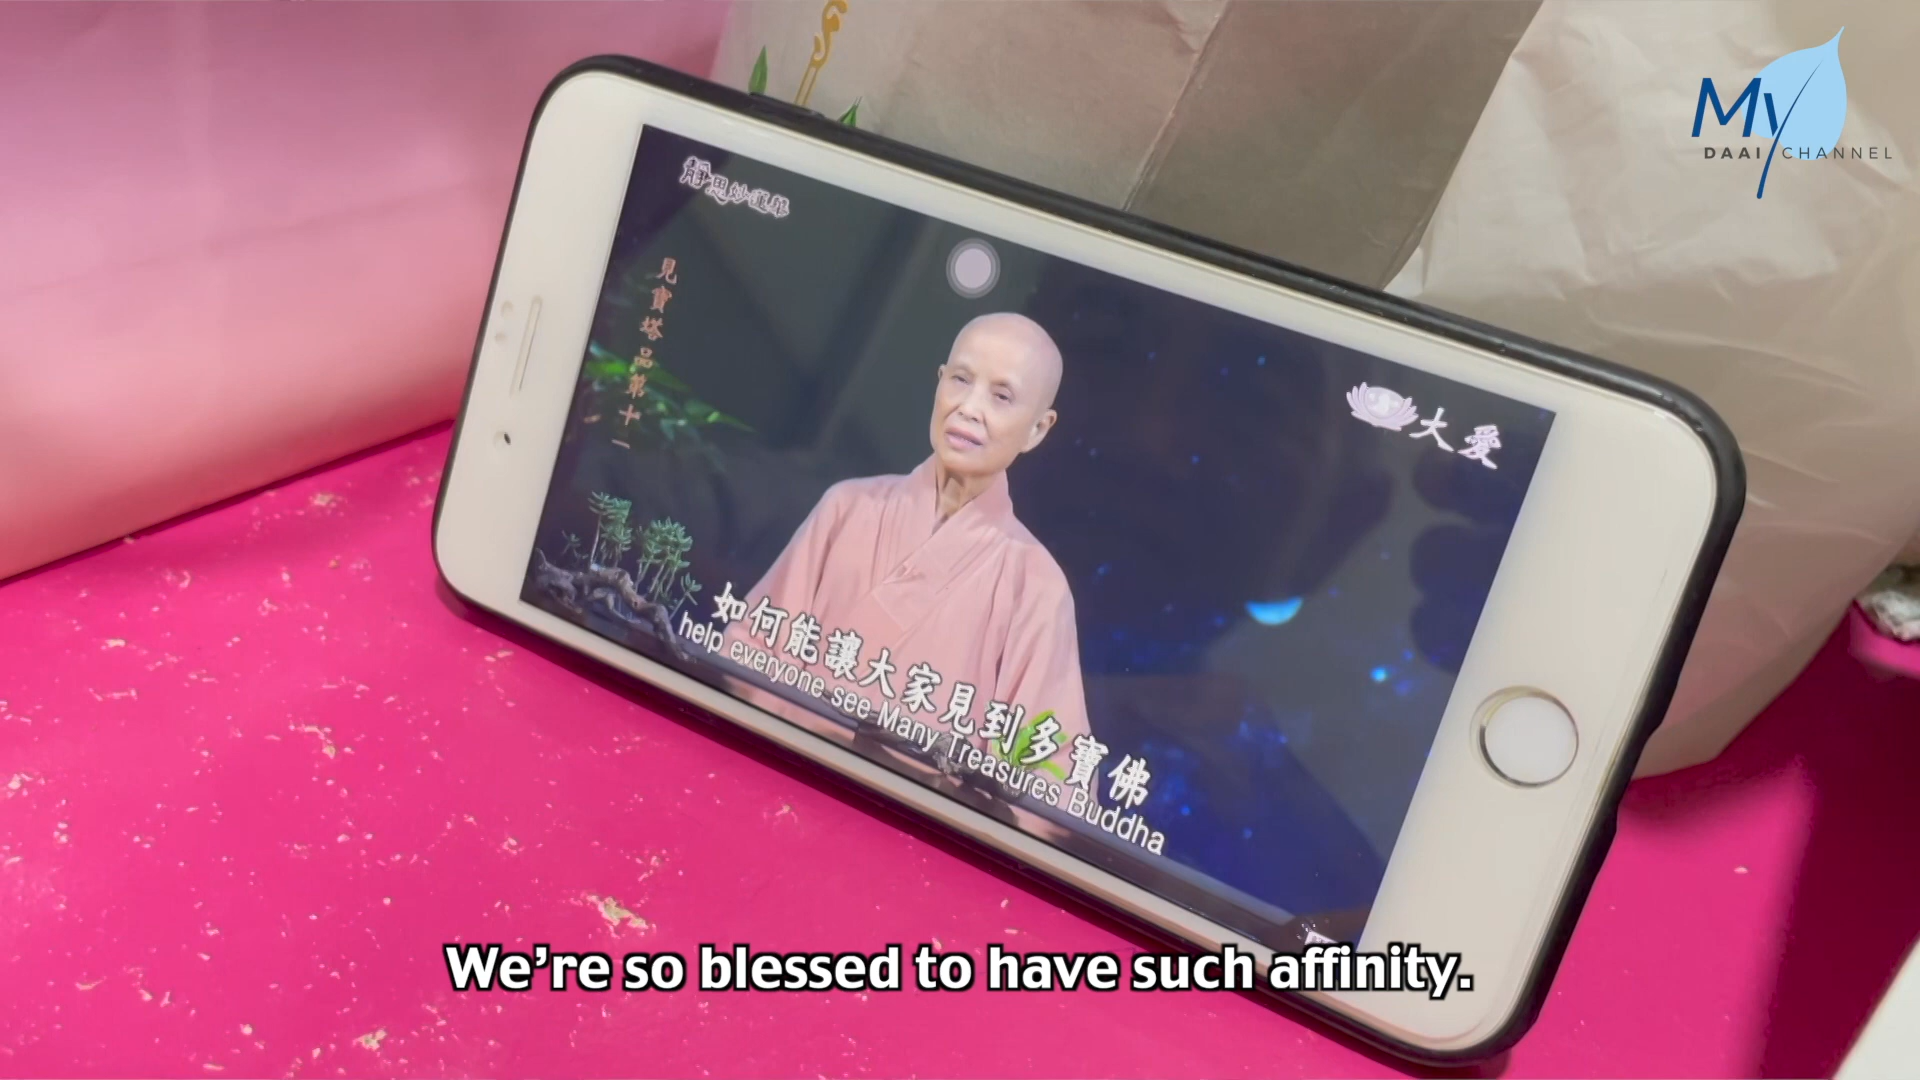 My
DAAI CHANNEL
靜思妙蓮華
見寶塔品第十一
大愛
如何能讓大家見到多寶佛
help everyone see Many Treasures Buddha
We're so blessed to have such affinity.